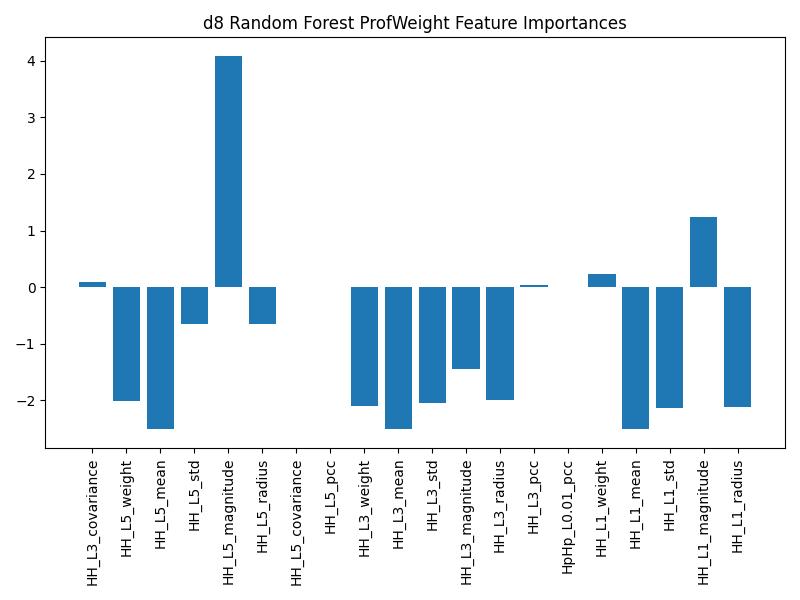 d8 Random Forest ProfWeight Feature Importances
4
3
2
1
0
−1
−2
HH_L3_covariance
HH_L5_weight
HH_L5_mean
HH_L5_std
HH_L5_magnitude
HH_L5_radius
HH_L5_covariance
HH_L5_pcc
HH_L3_weight
HH_L3_mean
HH_L3_std
HH_L3_magnitude
HH_L3_radius
HH_L3_pcc
HpHp_L0.01_pcc
HH_L1_weight
HH_L1_mean
HH_L1_std
HH_L1_magnitude
HH_L1_radius